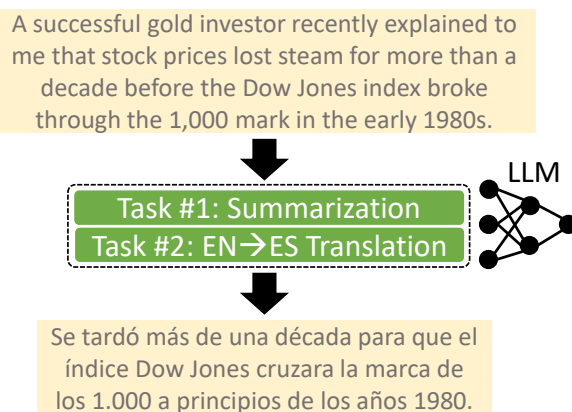 A successful gold investor recently explained to
me that stock prices lost steam for more than a
decade before the Dow Jones index broke
through the 1,000 mark in the early 1980s.
LLM
Task #1: Summarization
Task #2: EN→ES Translation
Se tardó más de una década para que el
índice Dow Jones cruzara la marca de
los 1.000 a principios de los años 1980.